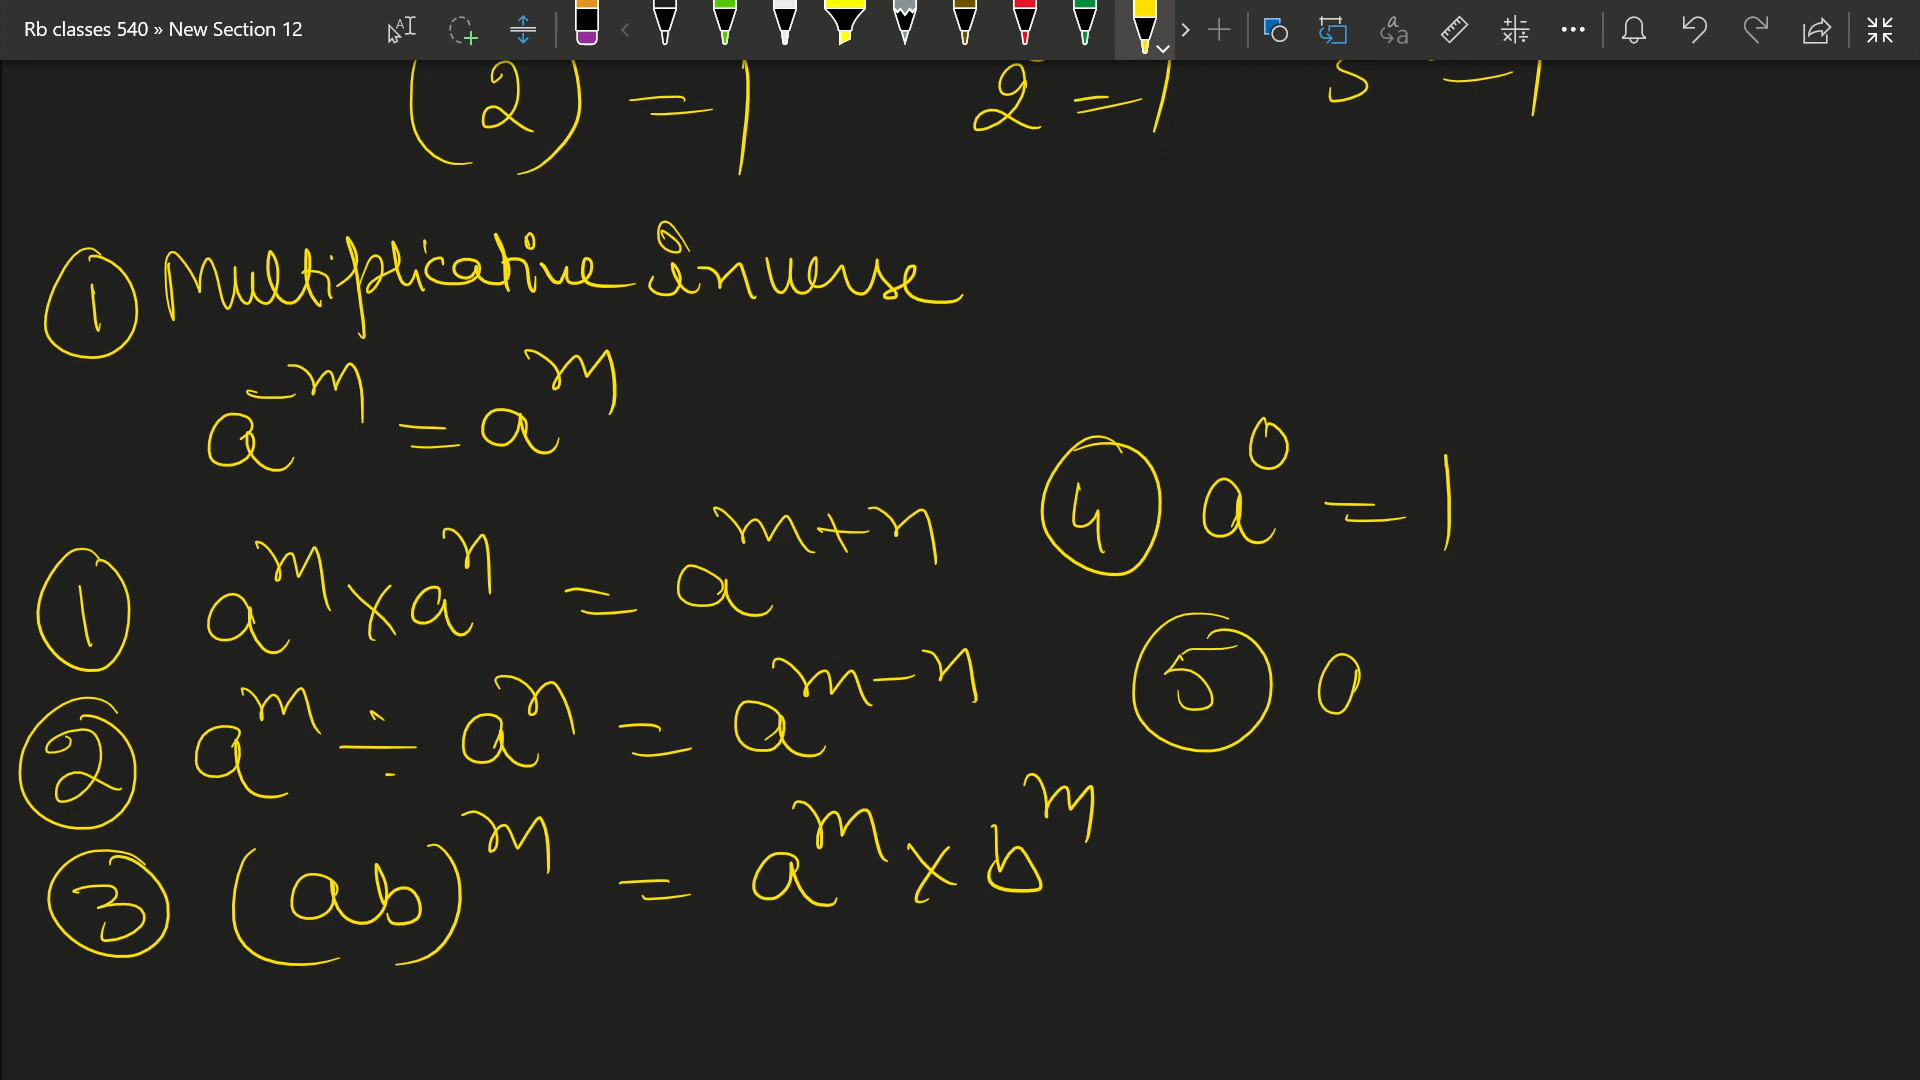 Rb classes 540 » New Section 12
(2) = 1 2 = 1 5 = 1
① Multiplicative inverse
a⁻ᵐ = aᵐ
④ a⁰ = 1
① aᵐ × aⁿ = aᵐ⁺ⁿ
⑤ 0
② aᵐ ÷ aⁿ = aᵐ⁻ⁿ
③ (ab)ᵐ = aᵐ × bᵐ